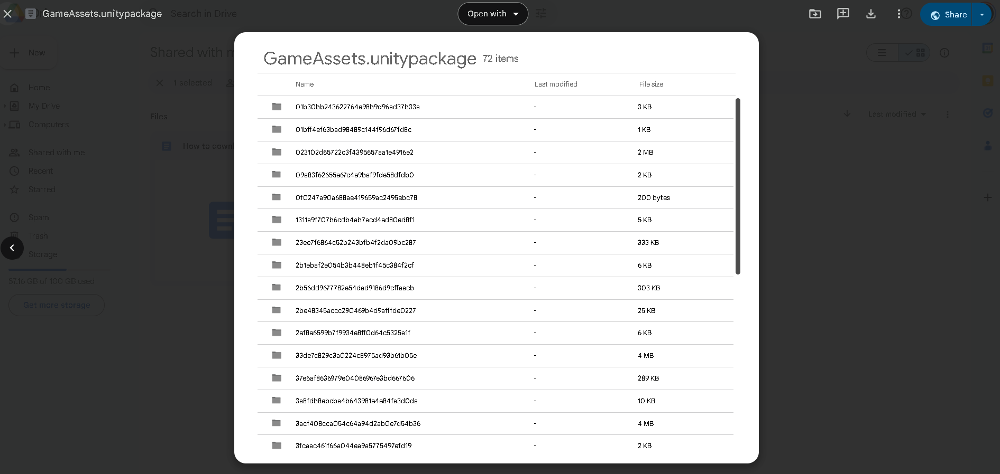 GameAssets.unitypackage
Search in Drive
Open with
Share
New
Home
My Drive
Computers
Shared with me
Recent
Starred
Spam
Trash
Storage
57.16 GB of 100 GB used
Get more storage
Shared with m
1 selected
Files
Last modified
How to downl
GameAssets.unitypackage 72 items
Name Last modified File size
01b30bb243622764e98b9d96ad37b33a - 3 KB
01bff4ef63bad98489c144f96d67fd8c - 1 KB
023102d65722c3f4395657aa1e4916e2 - 2 MB
09a83f62655e67c4e9baf9fde58dfdb0 - 2 KB
0f0247a90a688ae419659ac2495ebc78 - 200 bytes
1311a9f707b6cdb4ab7acd4ed80ed8f1 - 5 KB
23ee7f6864c52b243bfb4f2da09bc287 - 333 KB
2b1ebaf2e054b3b448eb1f45c384f2cf - 6 KB
2b56dd9677782e54dad9186d9cffaacb - 303 KB
2be48345accc290469b4d9afffde0227 - 25 KB
2ef8e6599b7f9934e8ff0d64c5325a1f - 6 KB
33de7c829c3a0224c8975ad93b61b05e - 4 MB
37e6af8636979e04086967e3bd667606 - 289 KB
3a8fdb8ebcba4b643981e4e84fa3d0da - 10 KB
3acf408cca054c64a94d2ab0e7d54b36 - 4 MB
3fcaac461f66a044ea9a5775497efd19 - 2 KB